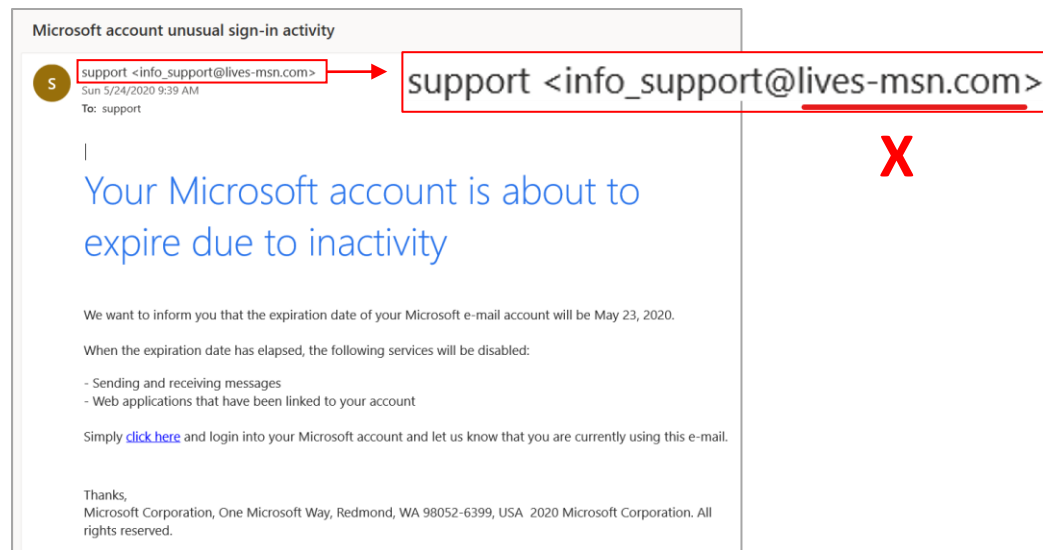 Microsoft account unusual sign-in activity
S
support <info_support@lives-msn.com>
support <info_support@lives-msn.com>
Sun 5/24/2020 9:39 AM
To: support
X
Your Microsoft account is about to
expire due to inactivity
We want to inform you that the expiration date of your Microsoft e-mail account will be May 23, 2020.
When the expiration date has elapsed, the following services will be disabled:
- Sending and receiving messages
- Web applications that have been linked to your account
Simply click here and login into your Microsoft account and let us know that you are currently using this e-mail.
Thanks,
Microsoft Corporation, One Microsoft Way, Redmond, WA 98052-6399, USA 2020 Microsoft Corporation. All
rights reserved.